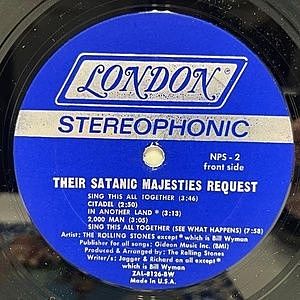 LONDON
STEREOPHONIC
NPS - 2
front side
THEIR SATANIC MAJESTIES REQUEST
SING THIS ALL TOGETHER (3:46)
CITADEL (2:50)
IN ANOTHER LAND * (3:13)
2,000 MAN (3:05)
SING THIS ALL TOGETHER (SEE WHAT HAPPENS) (7:58)
Artist: THE ROLLING STONES except * which is Bill Wyman
Publisher for all songs: Gideon Music Inc. (BMI)
Produced & Arranged by: The Rolling Stones
Writer/s: Jagger & Richard on all except *
which is Bill Wyman
ZAL-8126-BW
Made in U.S.A.